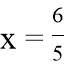 x = 6/5